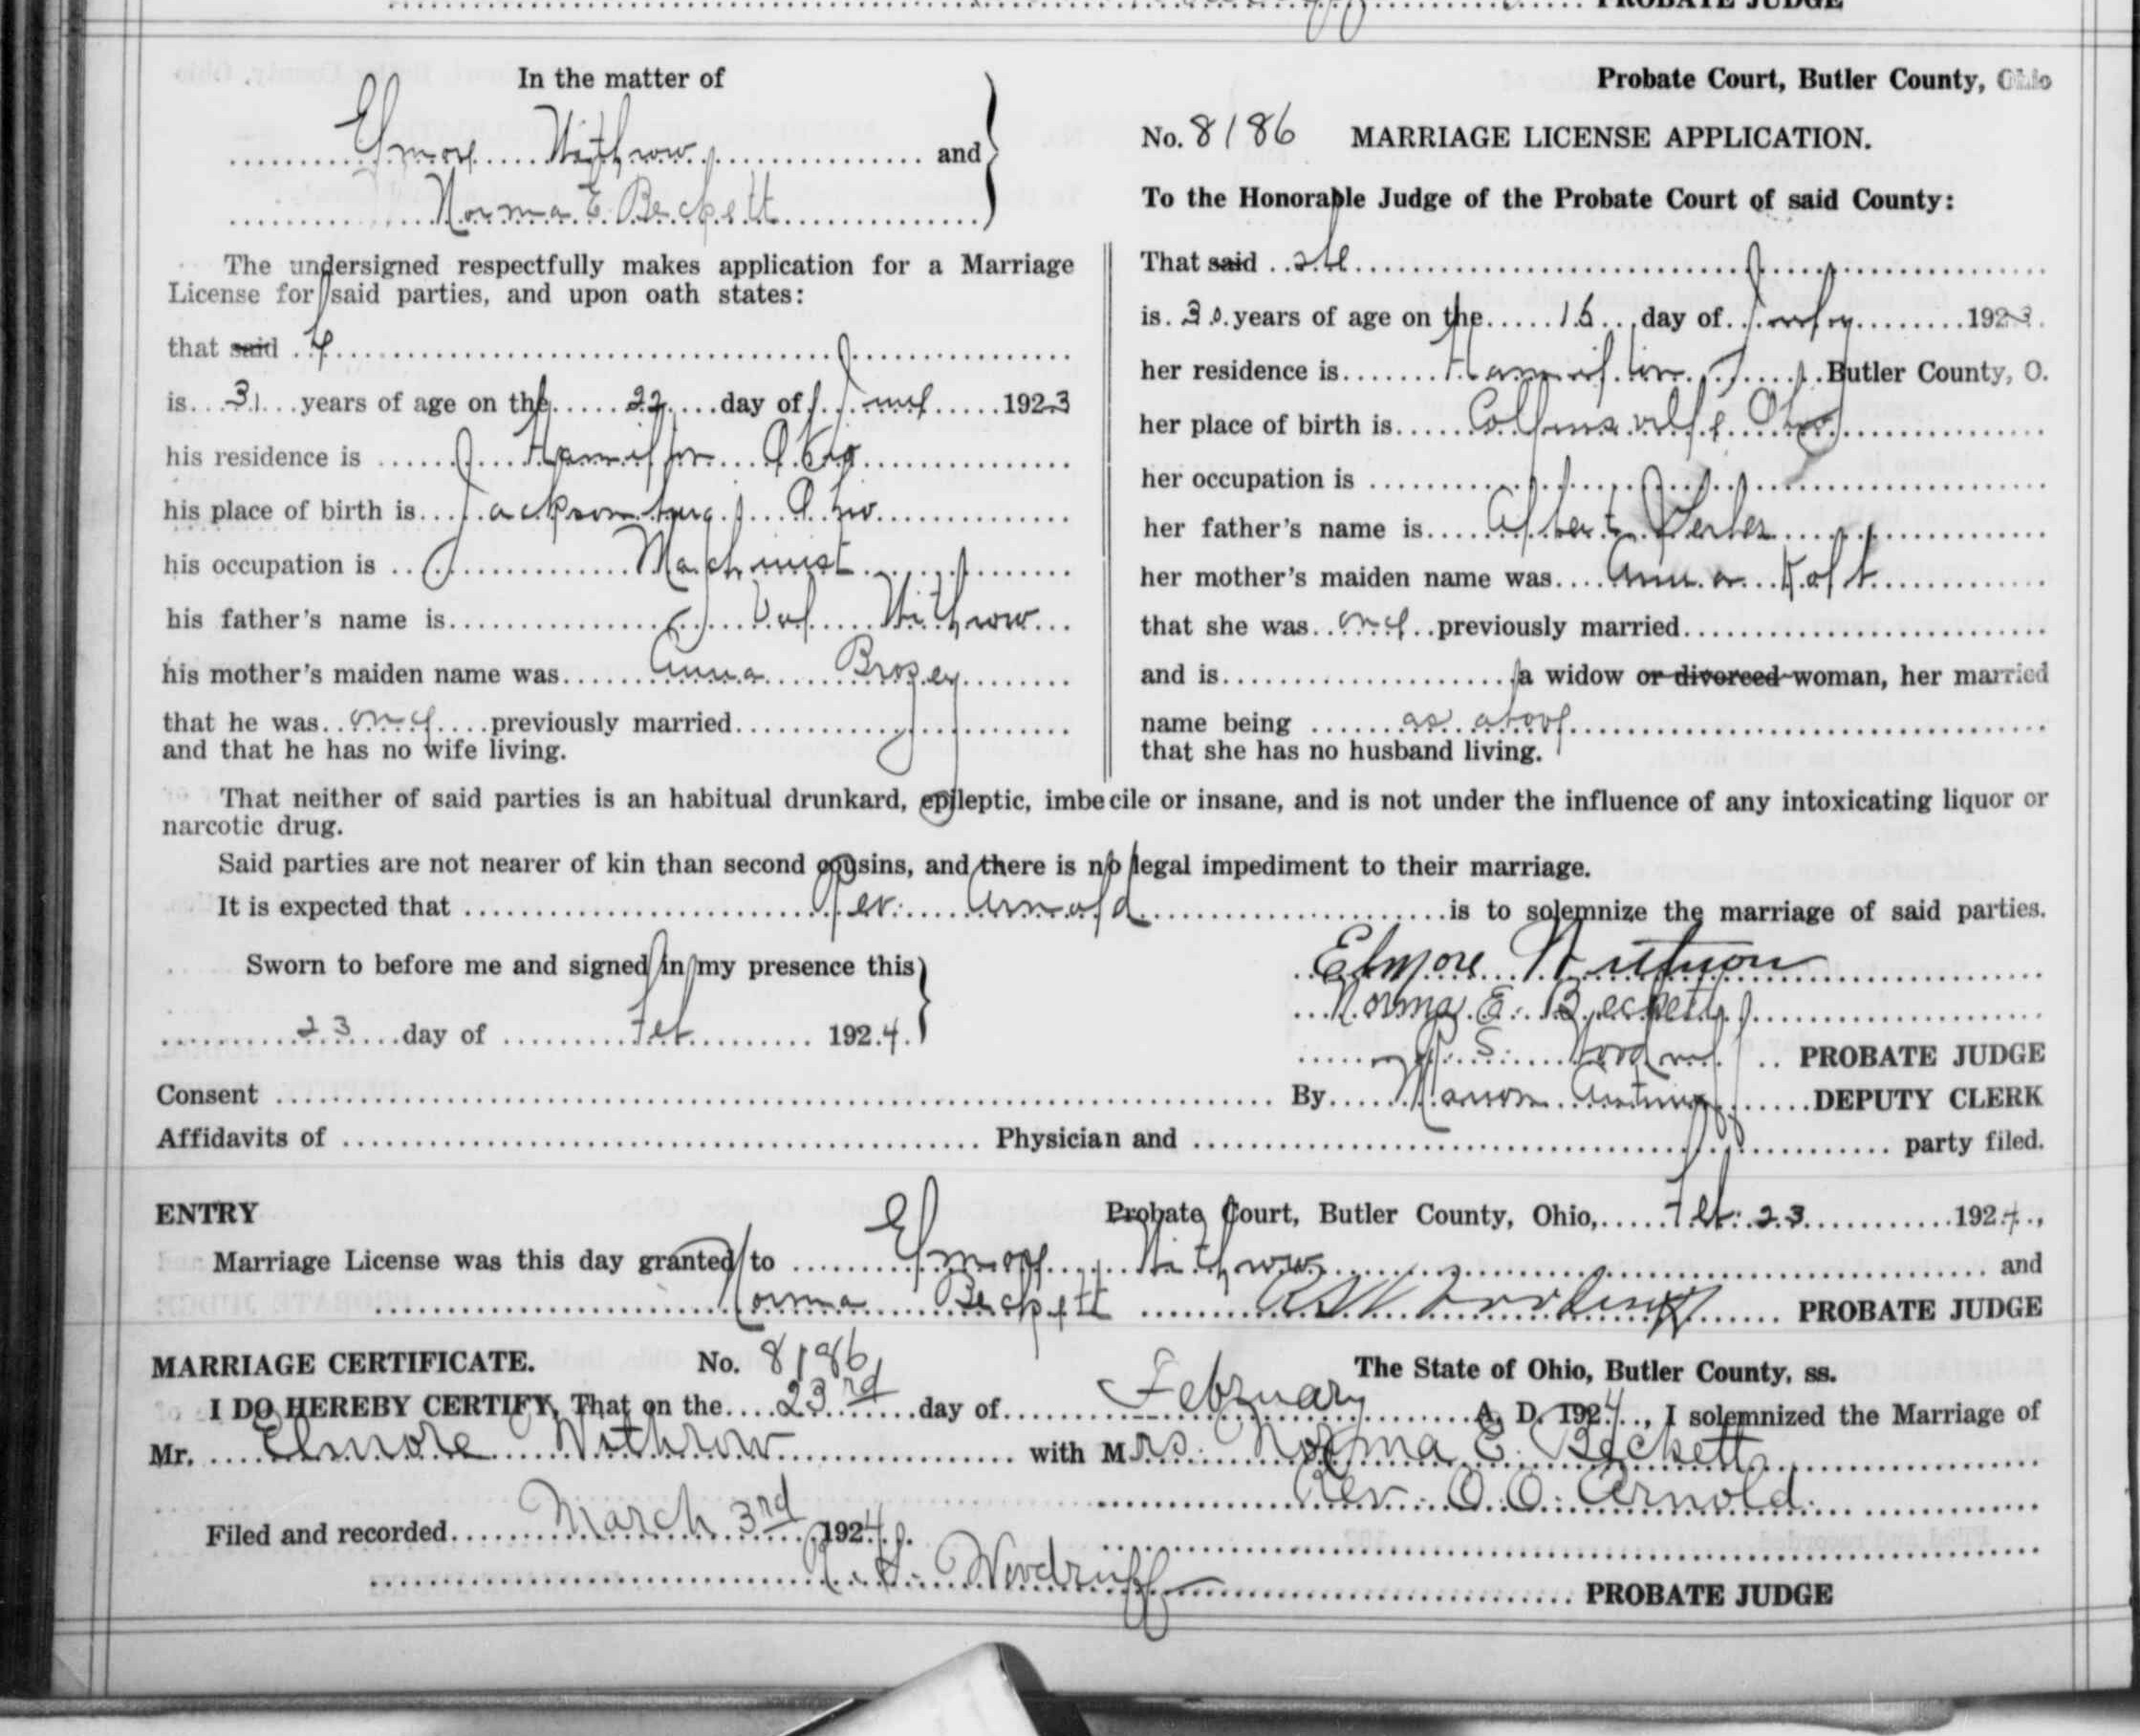 PROBATE JUDGE
In the matter of
Elmore Withrow and
Norma E. Beckett
The undersigned respectfully makes application for a Marriage
License for said parties, and upon oath states:
that said he
is 31 years of age on the 22 day of June 1923
his residence is Hamilton Ohio
his place of birth is Jacksonburg, Ohio
his occupation is Machinist
his father's name is Val Withrow
his mother's maiden name was Anna Brosey
that he was once previously married
and that he has no wife living.
Probate Court, Butler County, Ohio
No. 8186 MARRIAGE LICENSE APPLICATION.
To the Honorable Judge of the Probate Court of said County:
That said she
is 30 years of age on the 15 day of July 1923.
her residence is Hamilton Butler County, O.
her place of birth is Collinsville, Ohio
her occupation is
her father's name is Albert
her mother's maiden name was Anna
that she was once previously married
and is a widow or divorced woman, her married
name being as above
that she has no husband living.
That neither of said parties is an habitual drunkard, epileptic, imbecile or insane, and is not under the influence of any intoxicating liquor or
narcotic drug.
Said parties are not nearer of kin than second cousins, and there is no legal impediment to their marriage.
It is expected that Rev. Arnold is to solemnize the marriage of said parties.
Sworn to before me and signed in my presence this
23 day of Feb 1924.
Elmore Withrow
Norma E. Beckett
R. S. Woodruff PROBATE JUDGE
Consent By Marion DEPUTY CLERK
Affidavits of Physician and party filed.
ENTRY Probate Court, Butler County, Ohio, Feb. 23 1924,
Marriage License was this day granted to Elmore Withrow and
Norma Beckett R S Woodruff PROBATE JUDGE
MARRIAGE CERTIFICATE. No. 8186 The State of Ohio, Butler County, ss.
I DO HEREBY CERTIFY, That on the 23rd day of February A. D. 1924, I solemnized the Marriage of
Mr. Elmore Withrow with Mrs. Norma E. Beckett
Rev. O. O. Arnold.
Filed and recorded March 3rd 1924.
R. S. Woodruff PROBATE JUDGE